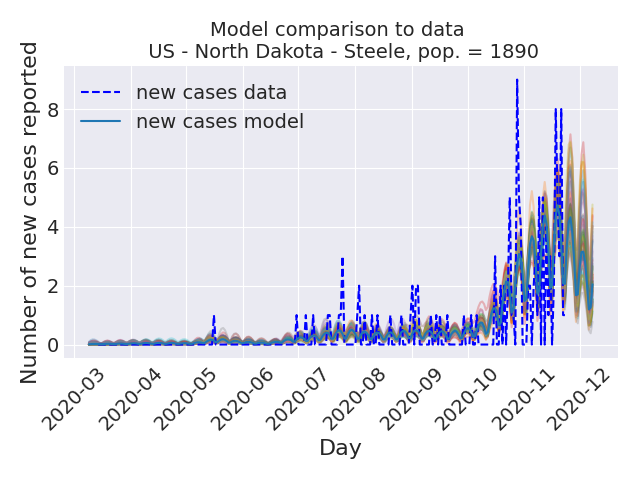 Model comparison to data
US - North Dakota - Steele, pop. = 1890
Number of new cases reported
new cases data
new cases model
8
6
4
2
0
2020-03
2020-04
2020-05
2020-06
2020-07
2020-08
2020-09
2020-10
2020-11
2020-12
Day